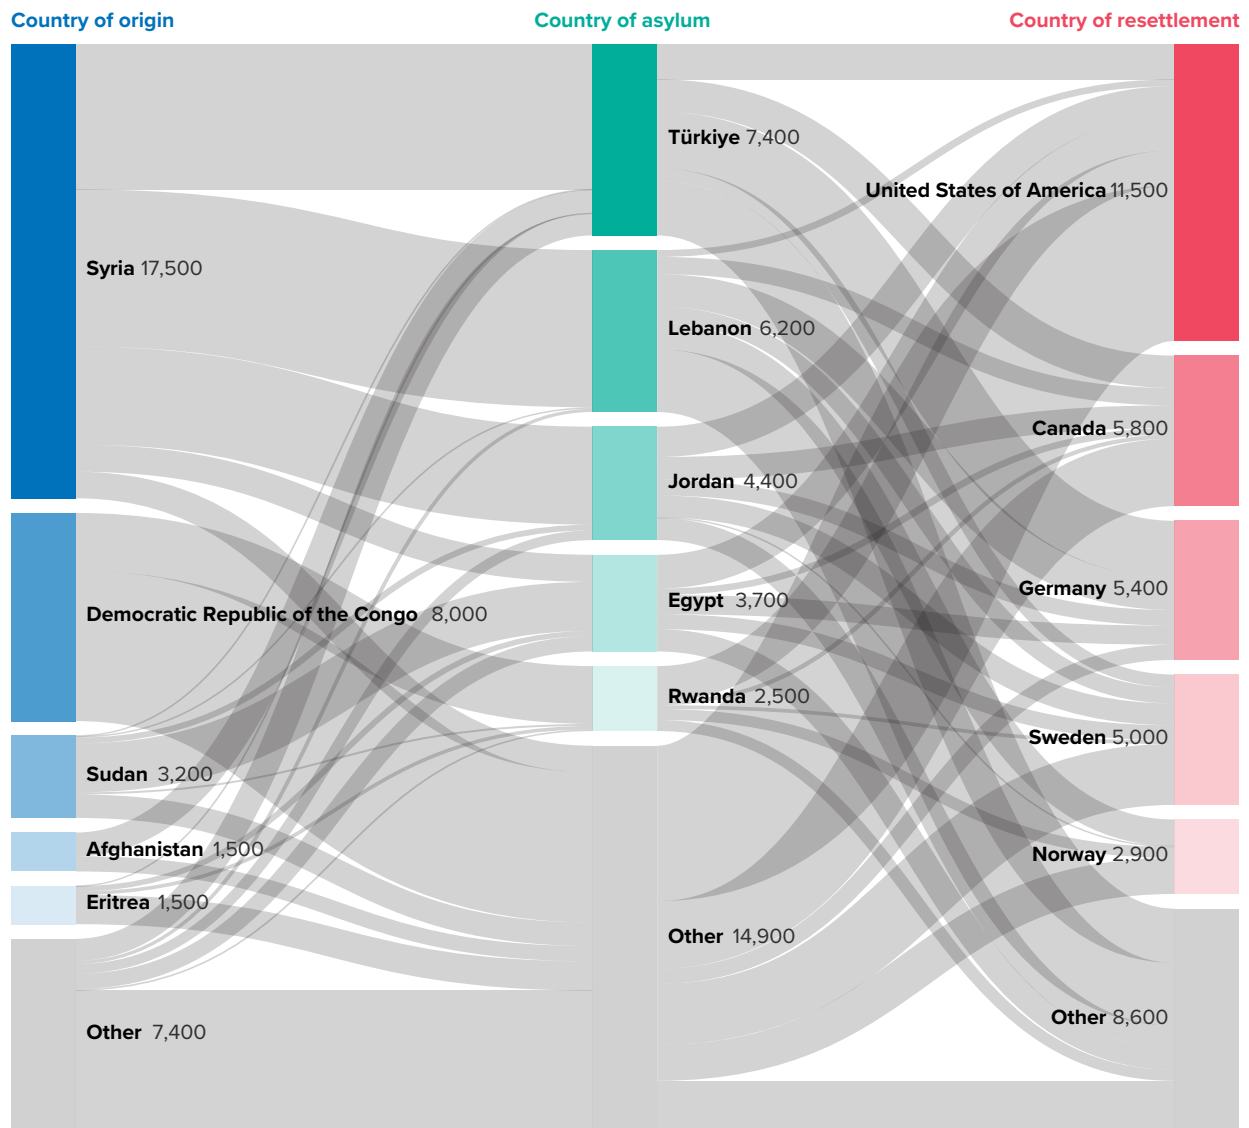 Country of origin
Country of asylum
Country of resettlement
Syria 17,500
Democratic Republic of the Congo 8,000
Sudan 3,200
Afghanistan 1,500
Eritrea 1,500
Other 7,400
Türkiye 7,400
Lebanon 6,200
Jordan 4,400
Egypt 3,700
Rwanda 2,500
Other 14,900
United States of America 11,500
Canada 5,800
Germany 5,400
Sweden 5,000
Norway 2,900
Other 8,600